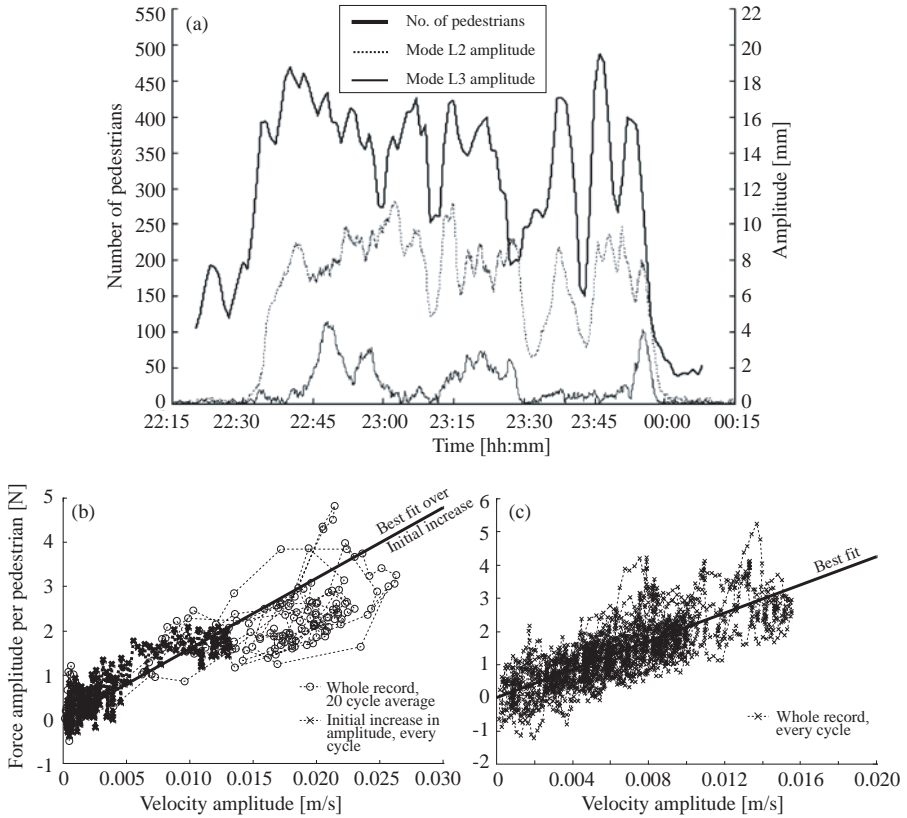 (a)
No. of pedestrians
Mode L2 amplitude
Mode L3 amplitude
Number of pedestrians
550
500
450
400
350
300
250
200
150
100
50
0
22
20
18
16
14
12
10
8
6
4
2
0
Amplitude [mm]
22:15 22:30 22:45 23:00 23:15 23:30 23:45 00:00 00:15
Time [hh:mm]
(b)
Force amplitude per pedestrian [N]
5
4
3
2
1
0
-1
Best fit over
Initial increase
Whole record,
20 cycle average
Initial increase in
amplitude, every
cycle
0 0.005 0.010 0.015 0.020 0.025 0.030
Velocity amplitude [m/s]
(c)
6
5
4
3
2
1
0
-1
-2
Best fit
Whole record,
every cycle
0 0.004 0.008 0.012 0.016 0.020
Velocity amplitude [m/s]